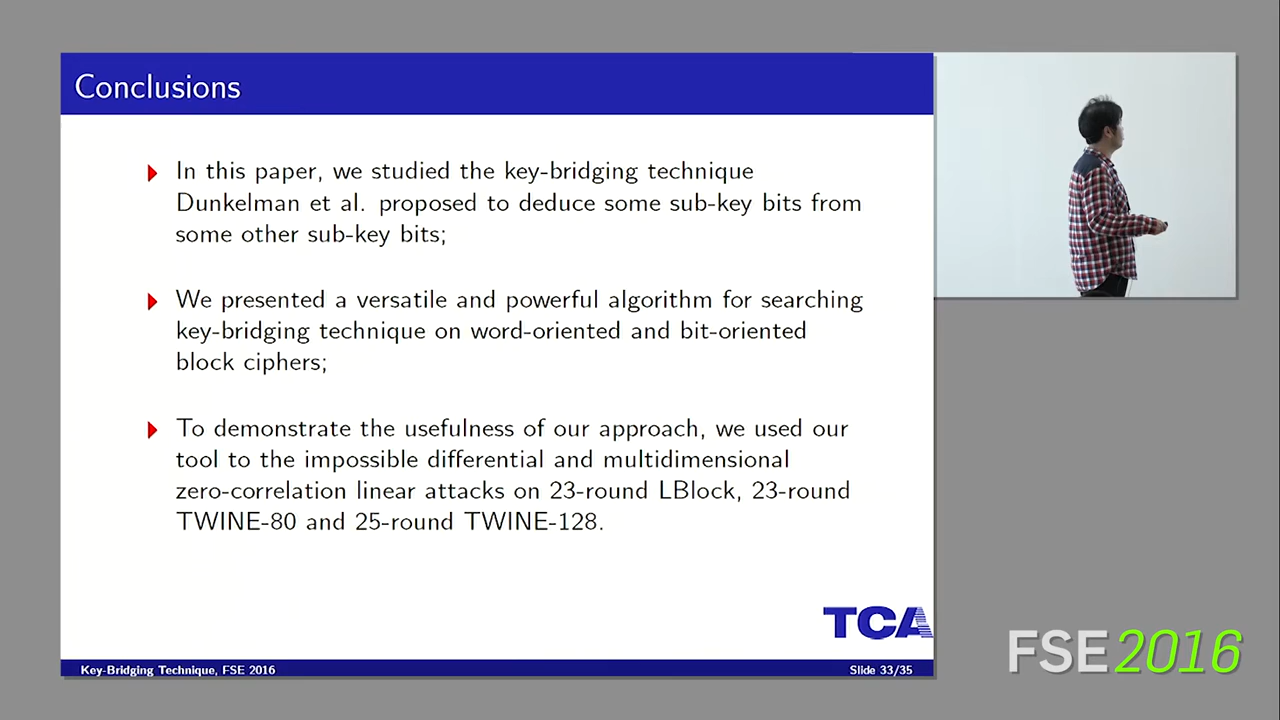 Conclusions
In this paper, we studied the key-bridging technique
Dunkelman et al. proposed to deduce some sub-key bits from
some other sub-key bits;
We presented a versatile and powerful algorithm for searching
key-bridging technique on word-oriented and bit-oriented
block ciphers;
To demonstrate the usefulness of our approach, we used our
tool to the impossible differential and multidimensional
zero-correlation linear attacks on 23-round LBlock, 23-round
TWINE-80 and 25-round TWINE-128.
TCA
Key-Bridging Technique, FSE 2016
Slide 33/35
FSE2016